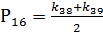 P₁₆ = (k₃₈+k₃₉)/2